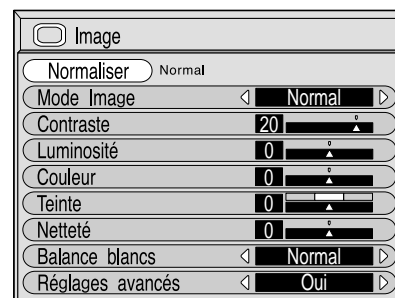 Image
Normaliser Normal
Mode Image Normal
Contraste 20
Luminosité 0
Couleur 0
Teinte 0
Netteté 0
Balance blancs Normal
Réglages avancés Oui